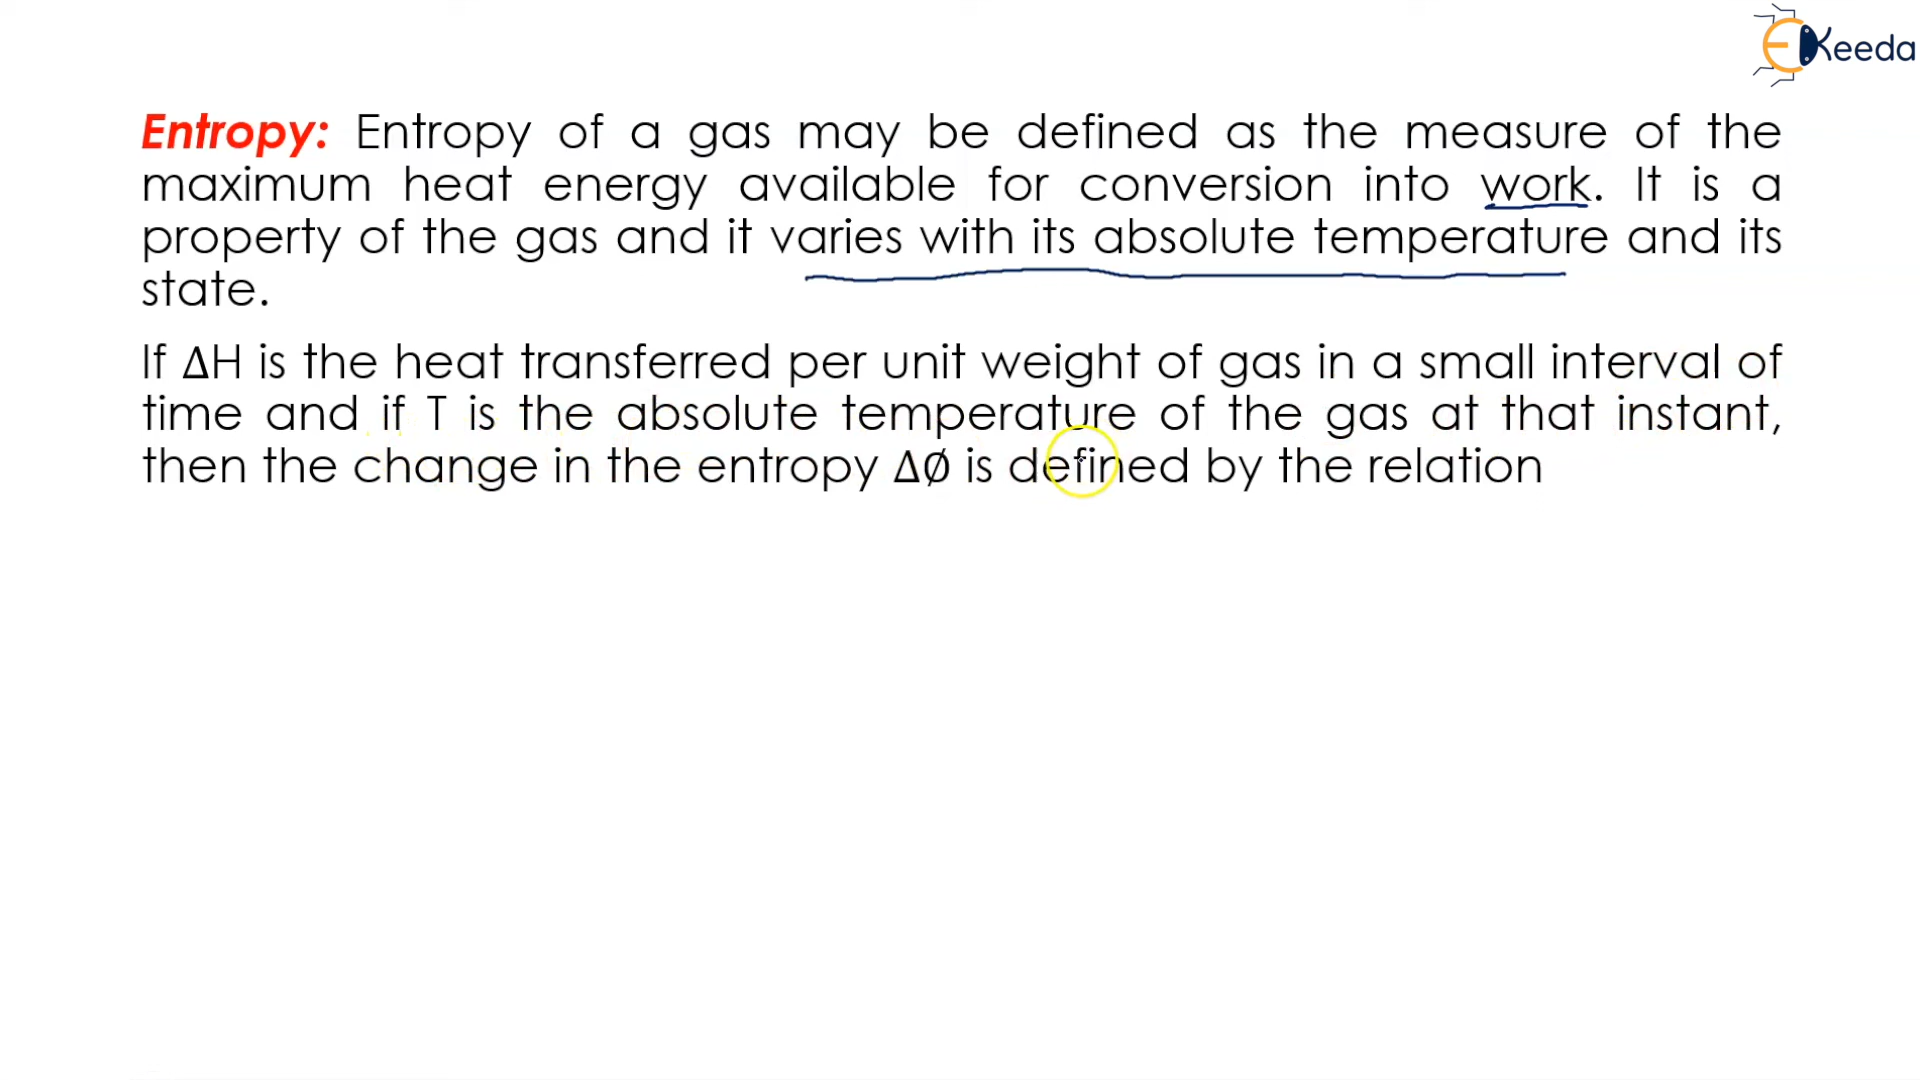 EKeeda
Entropy: Entropy of a gas may be defined as the measure of the
maximum heat energy available for conversion into work. It is a
property of the gas and it varies with its absolute temperature and its
state.
If ΔH is the heat transferred per unit weight of gas in a small interval of
time and if T is the absolute temperature of the gas at that instant,
then the change in the entropy ΔØ is defined by the relation